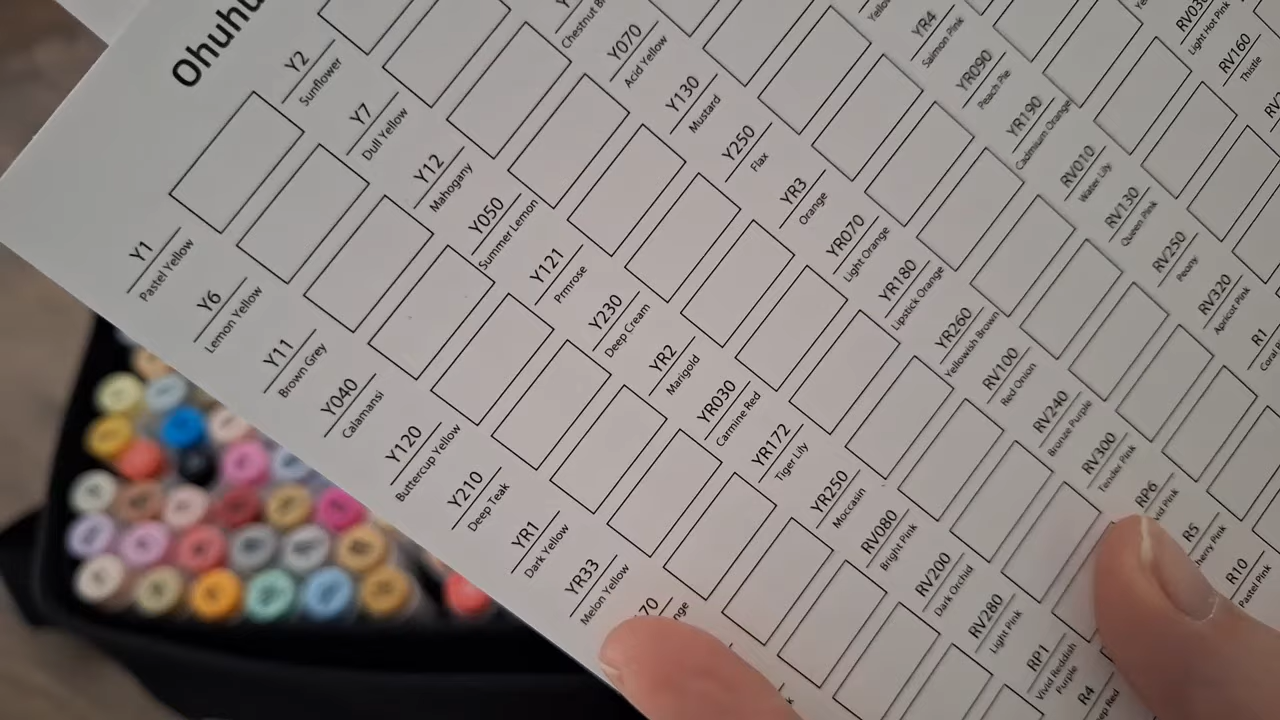 Ohuhu
Y1
Pastel Yellow
Y2
Sunflower
Y6
Lemon Yellow
Y7
Dull Yellow
Y11
Brown Grey
Y12
Mahogany
Chestnut
Y040
Calamansi
Y050
Summer Lemon
Y070
Acid Yellow
Y120
Buttercup Yellow
Y121
Prmrose
Y130
Mustard
Y210
Deep Teak
Y230
Deep Cream
Y250
Flax
YR1
Dark Yellow
YR2
Marigold
YR3
Orange
YR4
Salmon Pink
YR33
Melon Yellow
YR030
Carmine Red
YR070
Light Orange
YR090
Peach Pie
YR172
Tiger Lily
YR180
Lipstick Orange
YR190
Cadmium Orange
YR250
Moccasin
YR260
Yellowish Brown
RV010
Water Lily
Light Hot Pink
RV080
Bright Pink
RV100
Red Onion
RV130
Queen Pink
RV160
Thistle
RV200
Dark Orchid
RV240
Bronze Purple
RV250
Peony
RV280
Light Pink
RV300
Tender Pink
RV320
Apricot Pink
RP1
Vivid Reddish
Purple
RP6
Pink
R1
R4
R5
R10
Pastel Pink